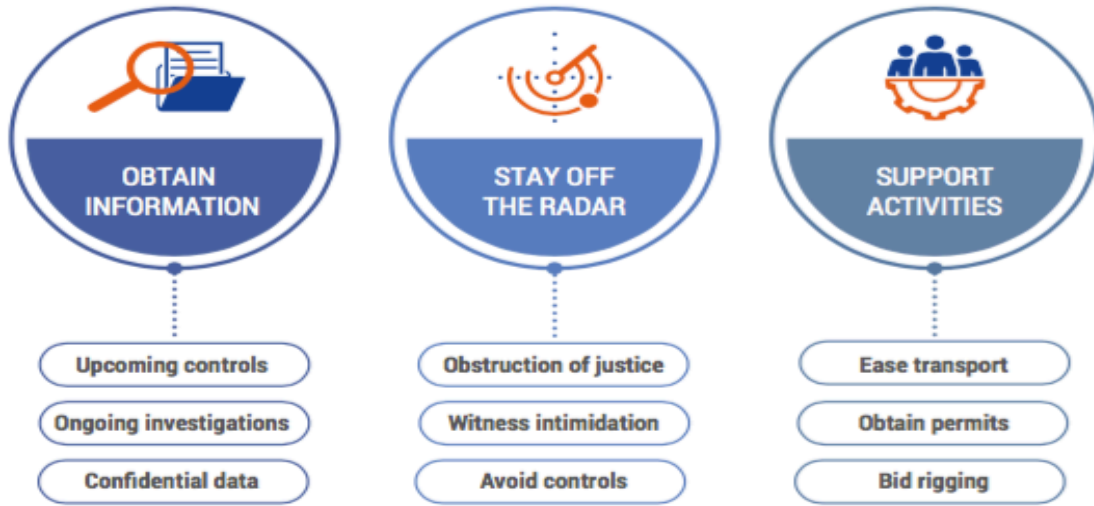 OBTAIN
INFORMATION
Upcoming controls
Ongoing investigations
Confidential data
STAY OFF
THE RADAR
Obstruction of justice
Witness intimidation
Avoid controls
SUPPORT
ACTIVITIES
Ease transport
Obtain permits
Bid rigging